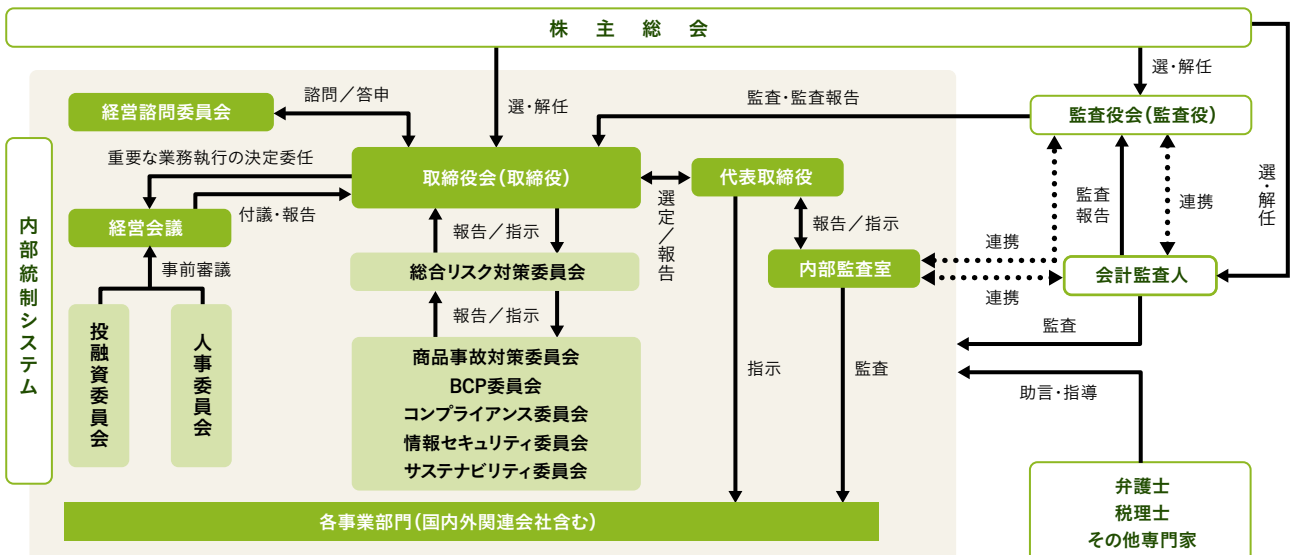 株主総会
選・解任
選・解任
選・解任
監査・監査報告
諮問／答申
経営諮問委員会
監査役会(監査役)
重要な業務執行の決定委任
取締役会(取締役)
代表取締役
選定／報告
監査
報告
連携
付議・報告
経営会議
報告／指示
報告／指示
連携
内部統制システム
事前審議
総合リスク対策委員会
内部監査室
会計監査人
連携
報告／指示
監査
投融資委員会
人事委員会
商品事故対策委員会
BCP委員会
コンプライアンス委員会
情報セキュリティ委員会
サステナビリティ委員会
指示
監査
助言・指導
各事業部門(国内外関連会社含む)
弁護士
税理士
その他専門家